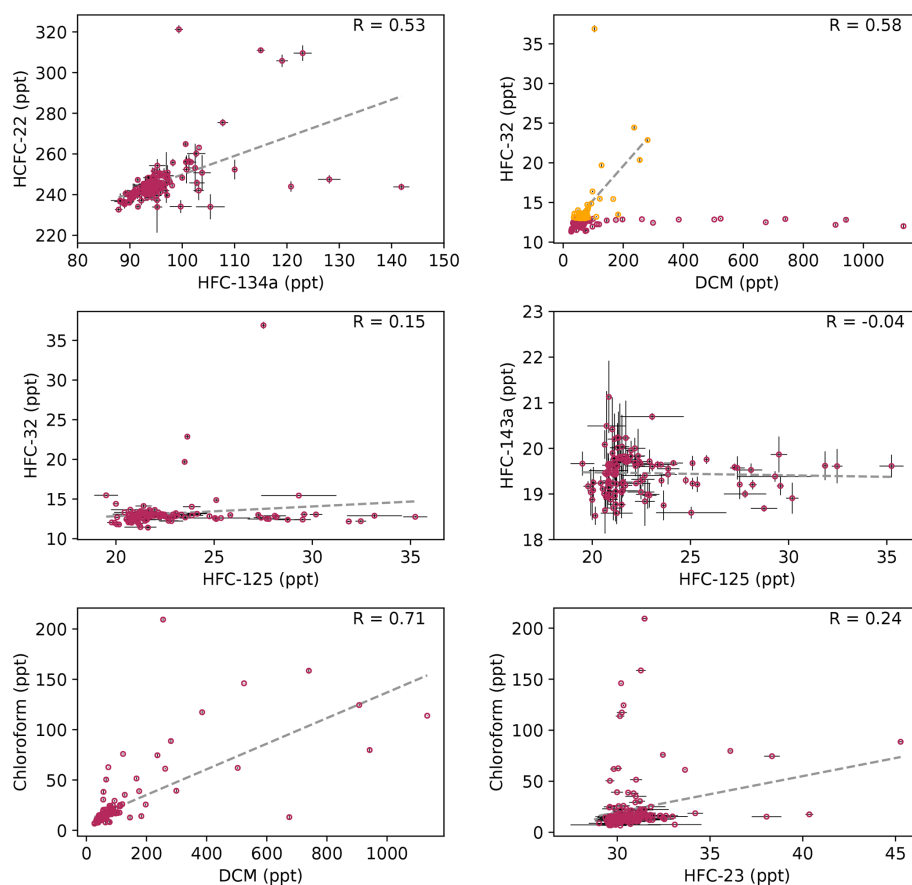 R = 0.53
HCFC-22 (ppt)
320
300
280
260
240
220
80 90 100 110 120 130 140 150
HFC-134a (ppt)
R = 0.58
HFC-32 (ppt)
35
30
25
20
15
10
0 200 400 600 800 1000
DCM (ppt)
R = 0.15
HFC-32 (ppt)
35
30
25
20
15
10
20 25 30 35
HFC-125 (ppt)
R = -0.04
HFC-143a (ppt)
23
22
21
20
19
18
20 25 30 35
HFC-125 (ppt)
R = 0.71
Chloroform (ppt)
200
150
100
50
0
0 200 400 600 800 1000
DCM (ppt)
R = 0.24
Chloroform (ppt)
200
150
100
50
0
30 35 40 45
HFC-23 (ppt)